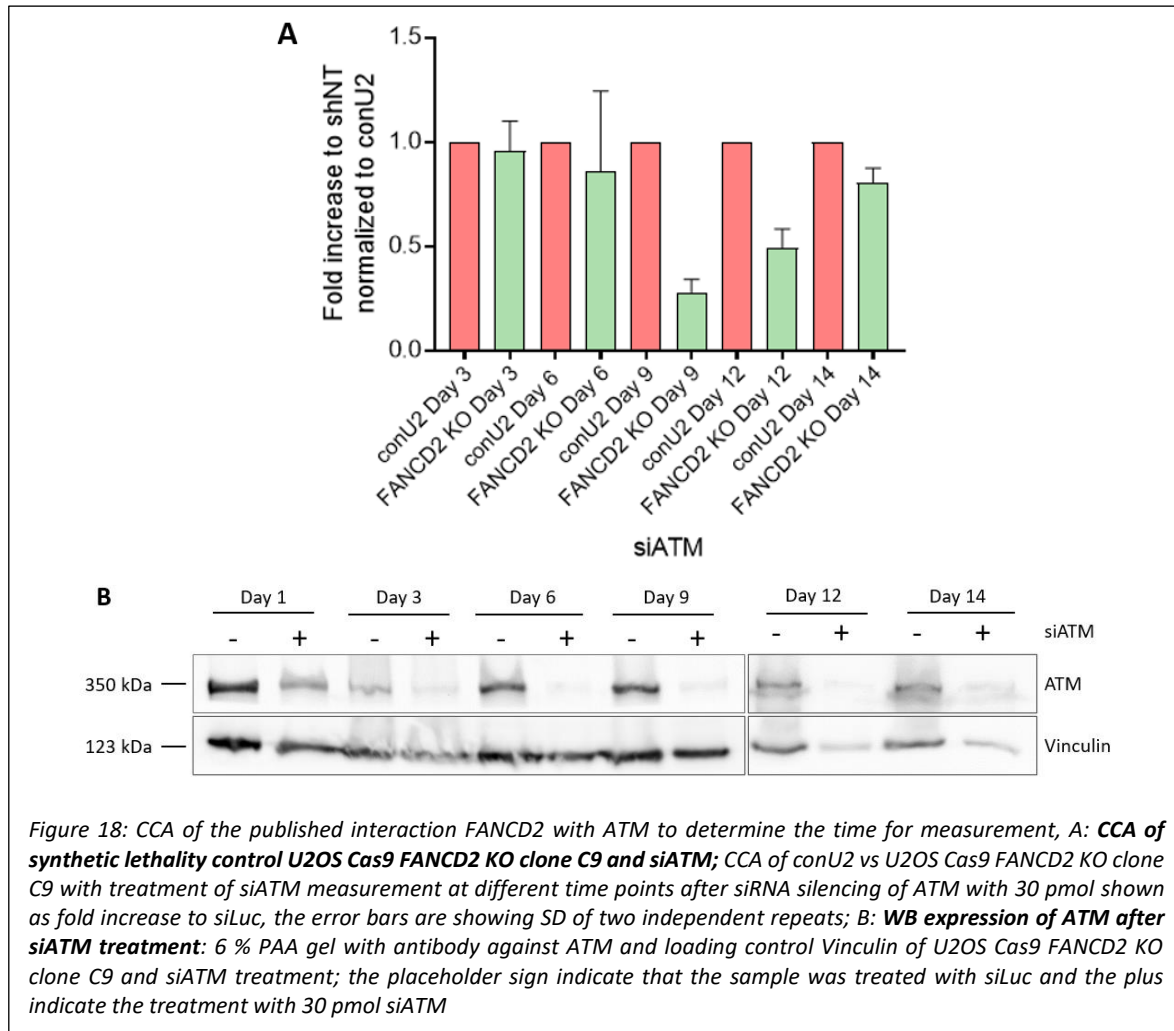 A
1.5
1.0
0.5
0.0
Fold increase to shNT
normalized to conU2
conU2 Day 3
FANCD2 KO Day 3
conU2 Day 6
FANCD2 KO Day 6
conU2 Day 9
FANCD2 KO Day 9
conU2 Day 12
FANCD2 KO Day 12
conU2 Day 14
FANCD2 KO Day 14
siATM
B
Day 1 Day 3 Day 6 Day 9 Day 12 Day 14
- + - + - + - + - + - + siATM
350 kDa ATM
123 kDa Vinculin
Figure 18: CCA of the published interaction FANCD2 with ATM to determine the time for measurement, A: CCA of
synthetic lethality control U2OS Cas9 FANCD2 KO clone C9 and siATM; CCA of conU2 vs U2OS Cas9 FANCD2 KO clone
C9 with treatment of siATM measurement at different time points after siRNA silencing of ATM with 30 pmol shown
as fold increase to siLuc, the error bars are showing SD of two independent repeats; B: WB expression of ATM after
siATM treatment: 6 % PAA gel with antibody against ATM and loading control Vinculin of U2OS Cas9 FANCD2 KO
clone C9 and siATM treatment; the placeholder sign indicate that the sample was treated with siLuc and the plus
indicate the treatment with 30 pmol siATM